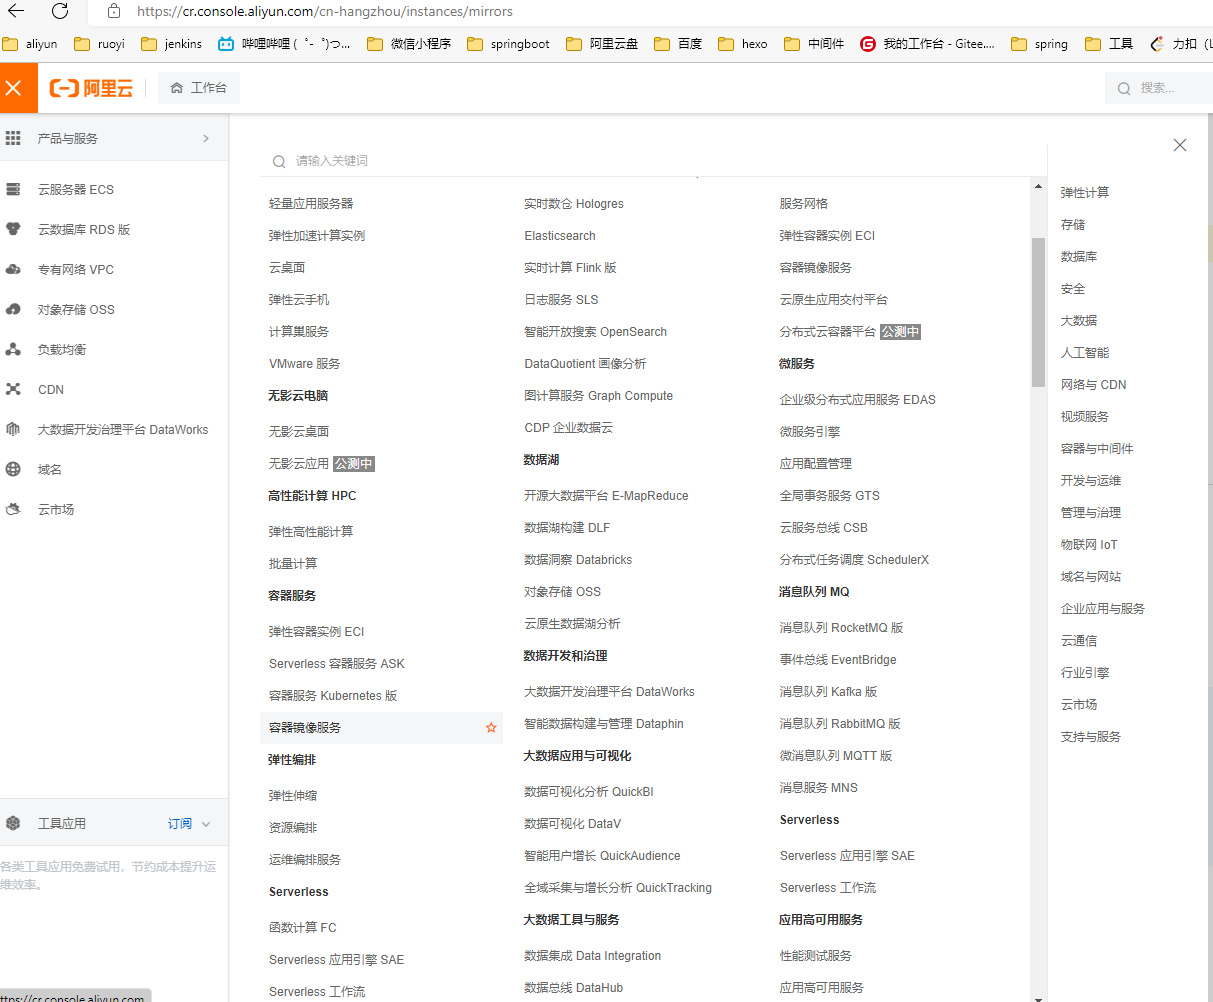 https://cr.console.aliyun.com/cn-hangzhou/instances/mirrors
aliyun
ruoyi
jenkins
哔哩哔哩 ( ゜- ゜)つ...
微信小程序
springboot
阿里云盘
百度
hexo
中间件
我的工作台 - Gitee....
spring
工具
力扣 (L
阿里云
工作台
搜索...
产品与服务
云服务器 ECS
云数据库 RDS 版
专有网络 VPC
对象存储 OSS
负载均衡
CDN
大数据开发治理平台 DataWorks
域名
云市场
工具应用
订阅
各类工具应用免费试用，节约成本提升运
维效率。
ttps://cr.console.aliyun.com
请输入关键词
轻量应用服务器
弹性加速计算实例
云桌面
弹性云手机
计算巢服务
VMware 服务
无影云电脑
无影云桌面
无影云应用 公测中
高性能计算 HPC
弹性高性能计算
批量计算
容器服务
弹性容器实例 ECI
Serverless 容器服务 ASK
容器服务 Kubernetes 版
容器镜像服务
弹性编排
弹性伸缩
资源编排
运维编排服务
Serverless
函数计算 FC
Serverless 应用引擎 SAE
Serverless 工作流
实时数仓 Hologres
Elasticsearch
实时计算 Flink 版
日志服务 SLS
智能开放搜索 OpenSearch
DataQuotient 画像分析
图计算服务 Graph Compute
CDP 企业数据云
数据湖
开源大数据平台 E-MapReduce
数据湖构建 DLF
数据洞察 Databricks
对象存储 OSS
云原生数据湖分析
数据开发和治理
大数据开发治理平台 DataWorks
智能数据构建与管理 Dataphin
大数据应用与可视化
数据可视化分析 QuickBI
数据可视化 DataV
智能用户增长 QuickAudience
全域采集与增长分析 QuickTracking
大数据工具与服务
数据集成 Data Integration
数据总线 DataHub
服务网格
弹性容器实例 ECI
容器镜像服务
云原生应用交付平台
分布式云容器平台 公测中
微服务
企业级分布式应用服务 EDAS
微服务引擎
应用配置管理
全局事务服务 GTS
云服务总线 CSB
分布式任务调度 SchedulerX
消息队列 MQ
消息队列 RocketMQ 版
事件总线 EventBridge
消息队列 Kafka 版
消息队列 RabbitMQ 版
微消息队列 MQTT 版
消息服务 MNS
Serverless
Serverless 应用引擎 SAE
Serverless 工作流
应用高可用服务
性能测试服务
应用高可用服务
弹性计算
存储
数据库
安全
大数据
人工智能
网络与 CDN
视频服务
容器与中间件
开发与运维
管理与治理
物联网 IoT
域名与网站
企业应用与服务
云通信
行业引擎
云市场
支持与服务